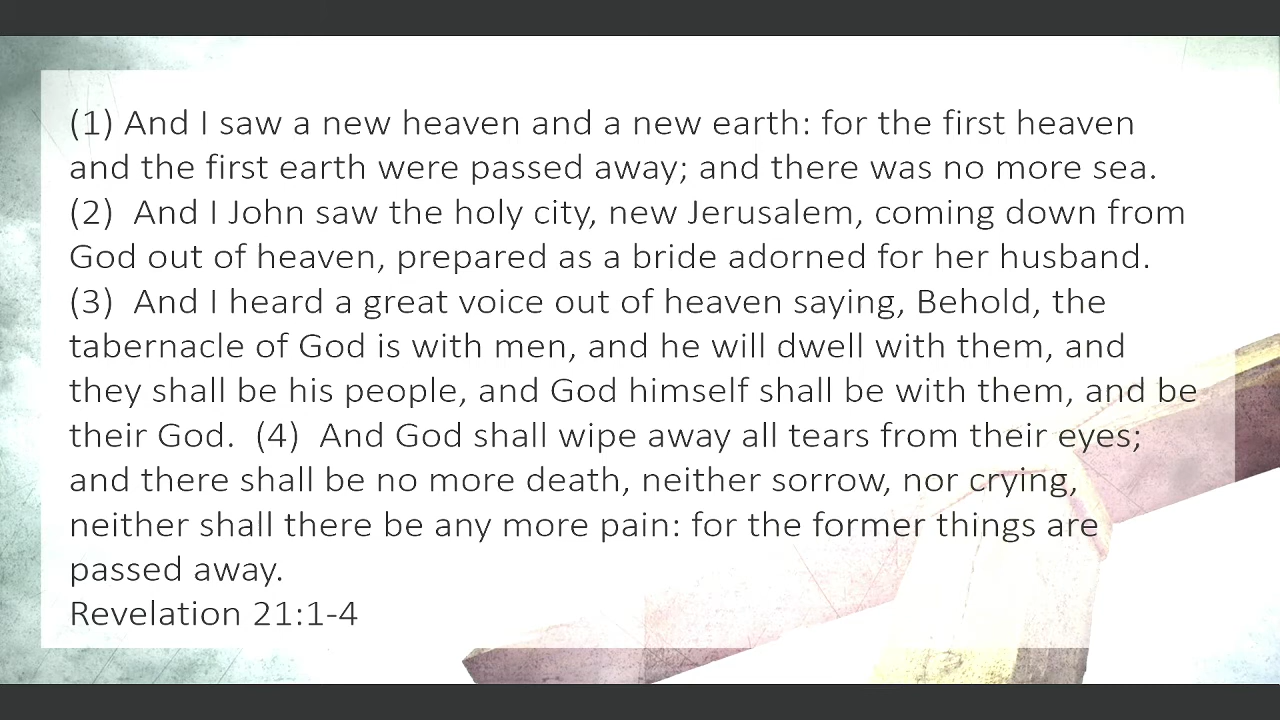 (1) And I saw a new heaven and a new earth: for the first heaven
and the first earth were passed away; and there was no more sea.
(2)  And I John saw the holy city, new Jerusalem, coming down from
God out of heaven, prepared as a bride adorned for her husband.
(3)  And I heard a great voice out of heaven saying, Behold, the
tabernacle of God is with men, and he will dwell with them, and
they shall be his people, and God himself shall be with them, and be
their God.  (4)  And God shall wipe away all tears from their eyes;
and there shall be no more death, neither sorrow, nor crying,
neither shall there be any more pain: for the former things are
passed away.
Revelation 21:1-4